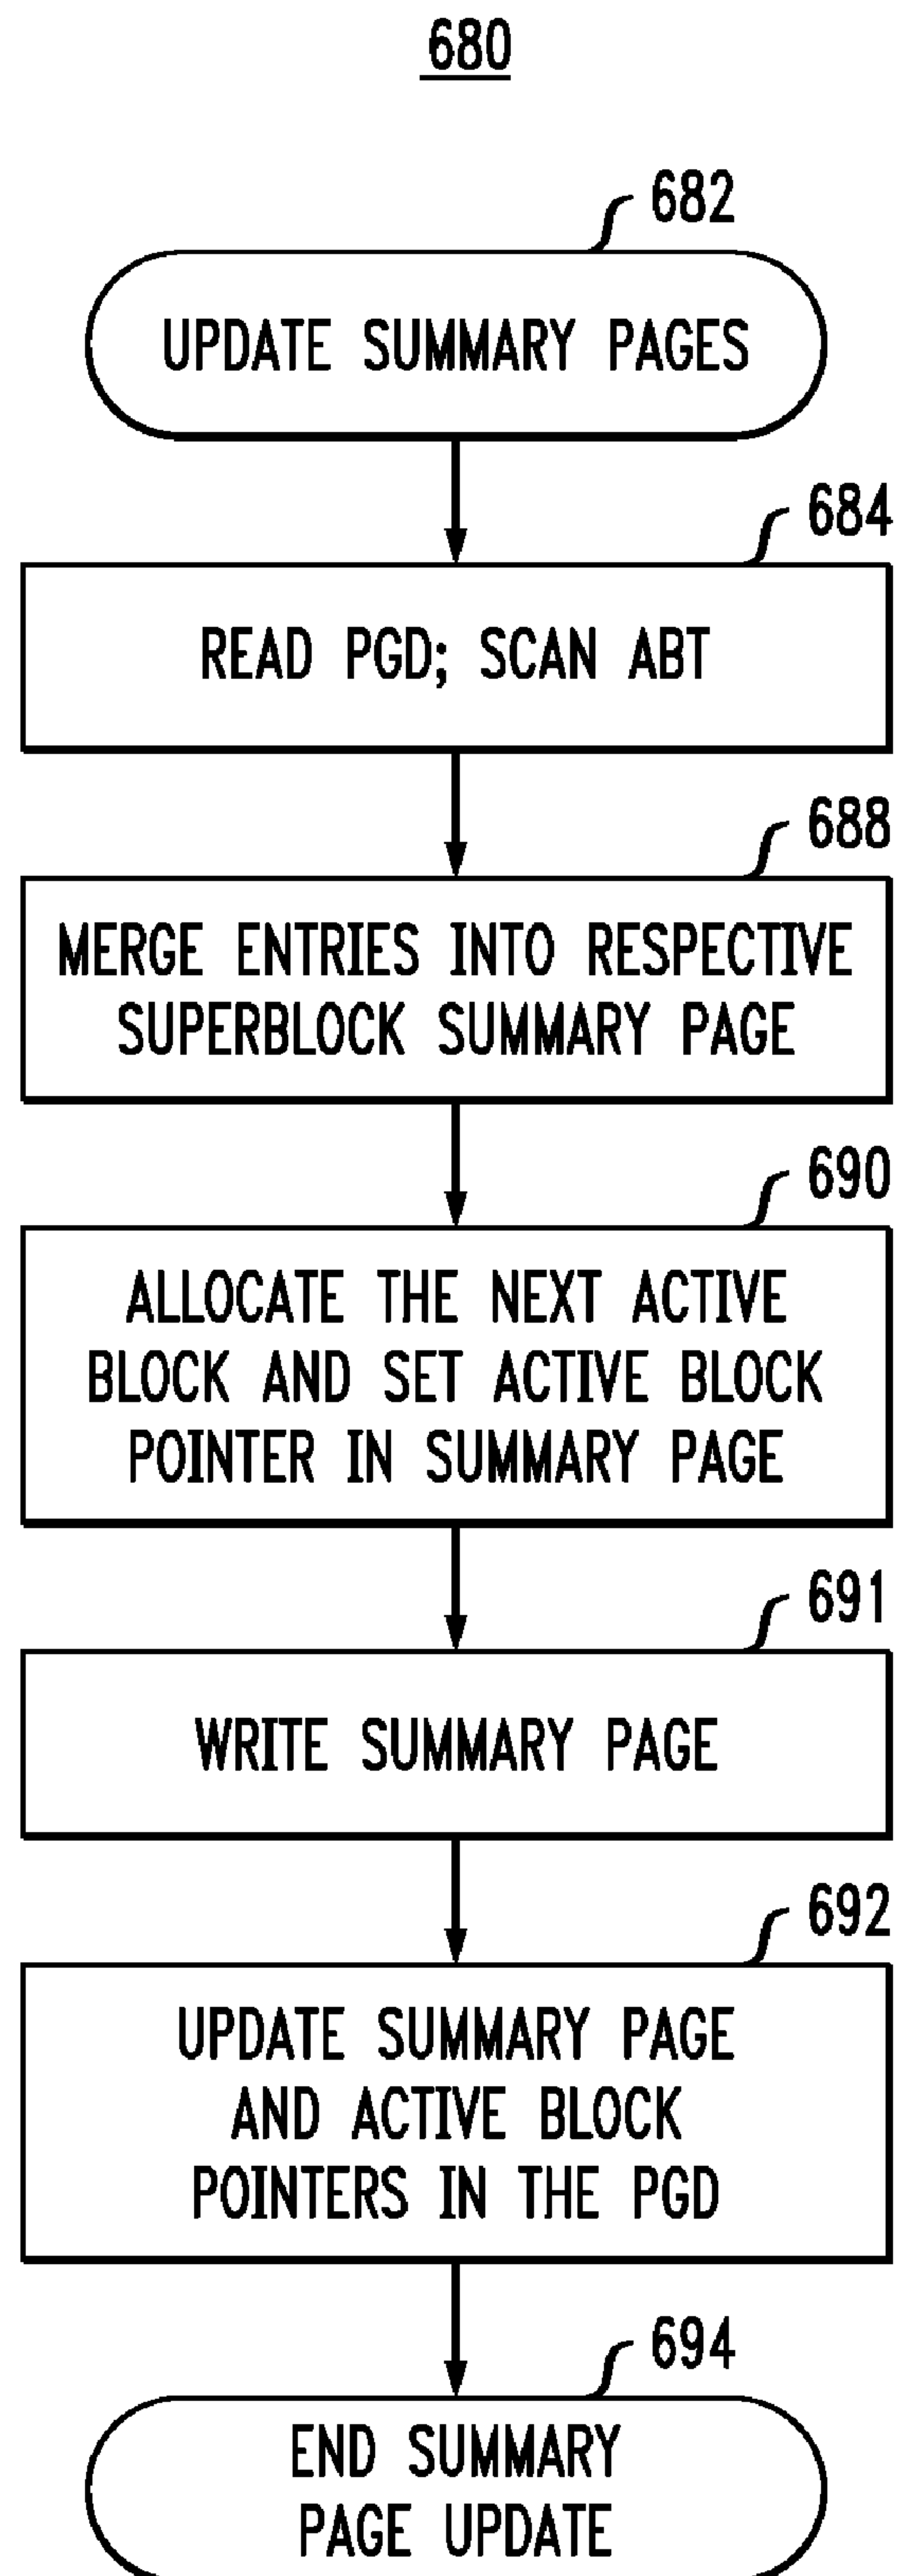 680
682
UPDATE SUMMARY PAGES
684
READ PGD; SCAN ABT
688
MERGE ENTRIES INTO RESPECTIVE
SUPERBLOCK SUMMARY PAGE
690
ALLOCATE THE NEXT ACTIVE
BLOCK AND SET ACTIVE BLOCK
POINTER IN SUMMARY PAGE
691
WRITE SUMMARY PAGE
692
UPDATE SUMMARY PAGE
AND ACTIVE BLOCK
POINTERS IN THE PGD
694
END SUMMARY
PAGE UPDATE